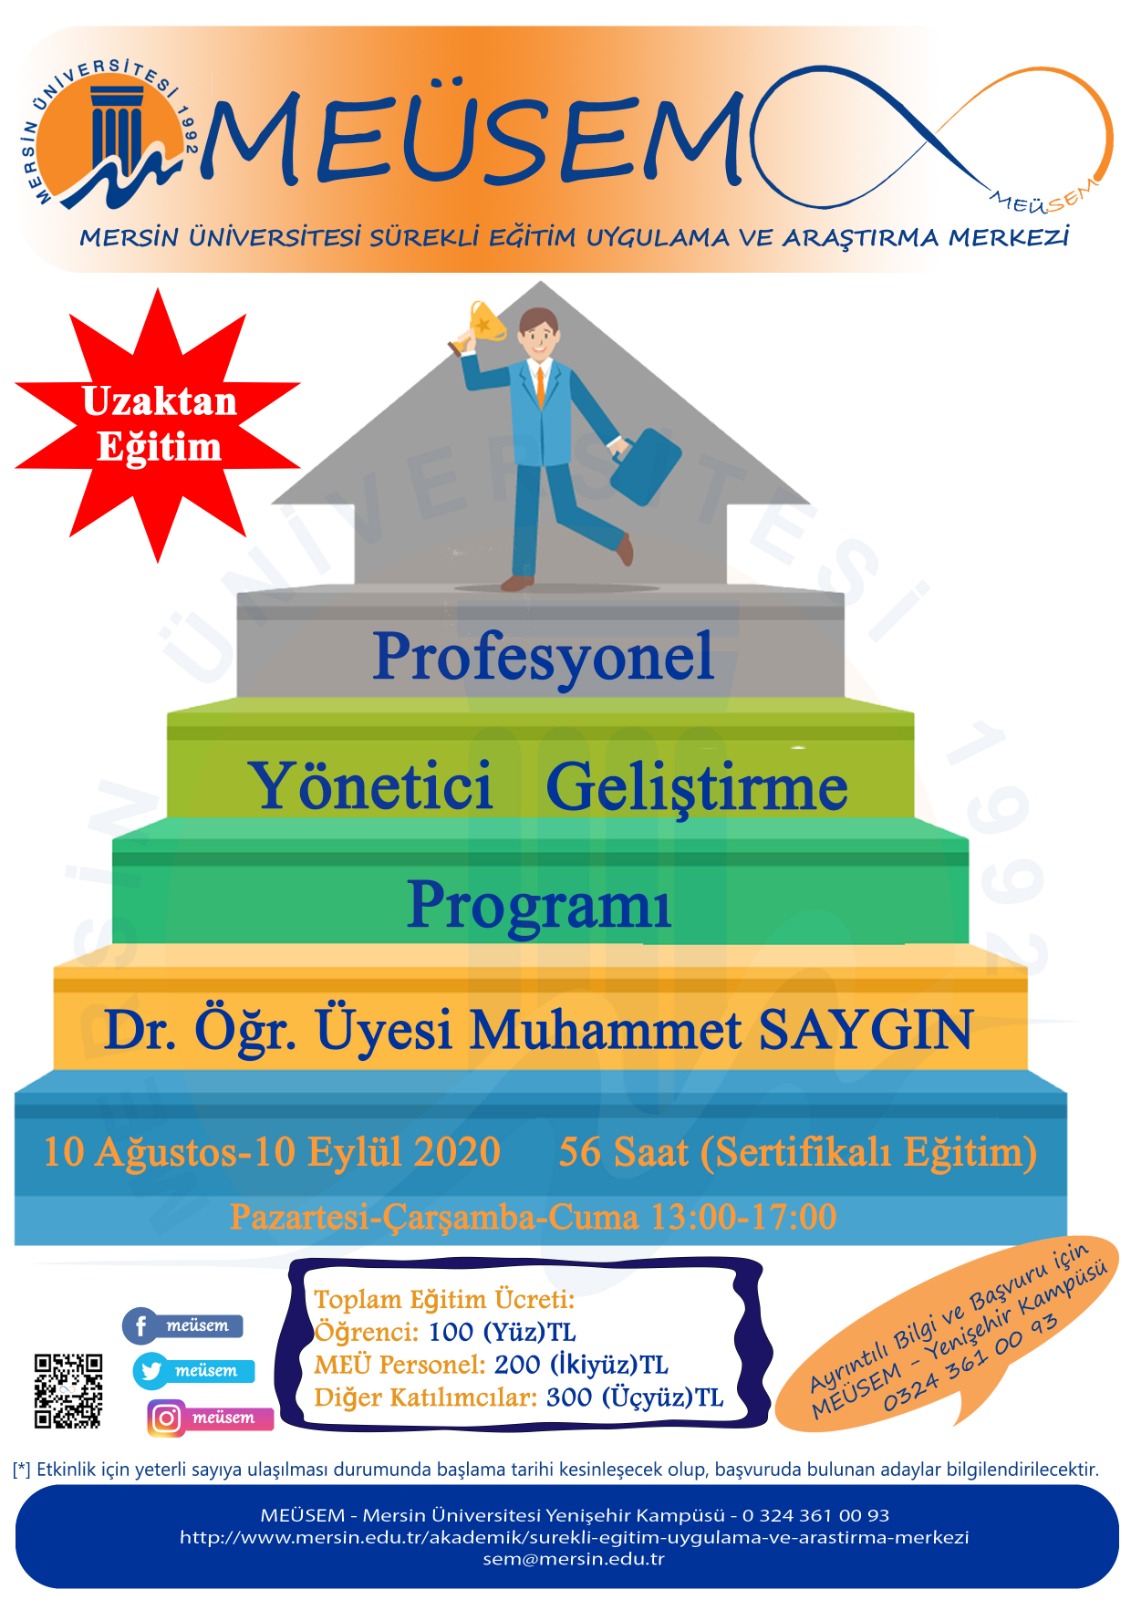 MERSİN ÜNİVERSİTESİ 1992
MEÜSEM
MEÜSEM
MERSİN ÜNİVERSİTESİ SÜREKLİ EĞİTİM UYGULAMA VE ARAŞTIRMA MERKEZİ
Uzaktan
Eğitim
Profesyonel
Yönetici Geliştirme
Programı
Dr. Öğr. Üyesi Muhammet SAYGIN
10 Ağustos-10 Eylül 2020 56 Saat (Sertifikalı Eğitim)
Pazartesi-Çarşamba-Cuma 13:00-17:00
MERSİN ÜNİVERSİTESİ 1992
Toplam Eğitim Ücreti:
Öğrenci: 100 (Yüz)TL
MEÜ Personel: 200 (İkiyüz)TL
Diğer Katılımcılar: 300 (Üçyüz)TL
meüsem
meüsem
meüsem
Ayrıntılı Bilgi ve Başvuru için
MEÜSEM - Yenişehir Kampüsü
0324 361 00 93
[*] Etkinlik için yeterli sayıya ulaşılması durumunda başlama tarihi kesinleşecek olup, başvuruda bulunan adaylar bilgilendirilecektir.
MEÜSEM - Mersin Üniversitesi Yenişehir Kampüsü - 0 324 361 00 93
http://www.mersin.edu.tr/akademik/surekli-egitim-uygulama-ve-arastirma-merkezi
sem@mersin.edu.tr